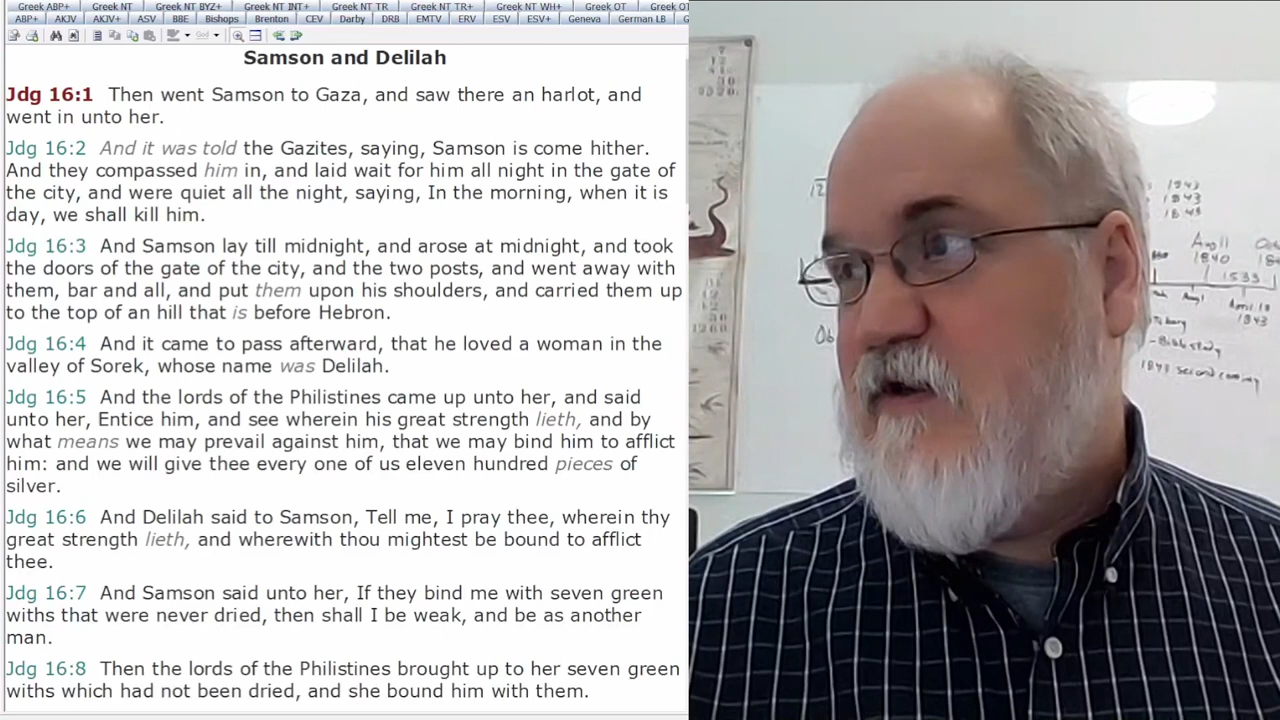 Greek ABP+ Greek NT Greek NT BYZ+ Greek NT INT+ Greek NT TR Greek NT TR+ Greek NT WH+ Greek OT
ABP+ AKJV AKJV+ ASV BBE Bishops Brenton CEV Darby DRB EMTV ERV ESV ESV+ Geneva German LB
Samson and Delilah
Jdg 16:1 Then went Samson to Gaza, and saw there an harlot, and
went in unto her.
Jdg 16:2 And it was told the Gazites, saying, Samson is come hither.
And they compassed him in, and laid wait for him all night in the gate of
the city, and were quiet all the night, saying, In the morning, when it is
day, we shall kill him.
Jdg 16:3 And Samson lay till midnight, and arose at midnight, and took
the doors of the gate of the city, and the two posts, and went away with
them, bar and all, and put them upon his shoulders, and carried them up
to the top of an hill that is before Hebron.
Jdg 16:4 And it came to pass afterward, that he loved a woman in the
valley of Sorek, whose name was Delilah.
Jdg 16:5 And the lords of the Philistines came up unto her, and said
unto her, Entice him, and see wherein his great strength lieth, and by
what means we may prevail against him, that we may bind him to afflict
him: and we will give thee every one of us eleven hundred pieces of
silver.
Jdg 16:6 And Delilah said to Samson, Tell me, I pray thee, wherein thy
great strength lieth, and wherewith thou mightest be bound to afflict
thee.
Jdg 16:7 And Samson said unto her, If they bind me with seven green
withs that were never dried, then shall I be weak, and be as another
man.
Jdg 16:8 Then the lords of the Philistines brought up to her seven green
withs which had not been dried, and she bound him with them.
1843
1843
1843
Aug 11
1840
1533
April 18
1843
- Bible study
1843 second coming